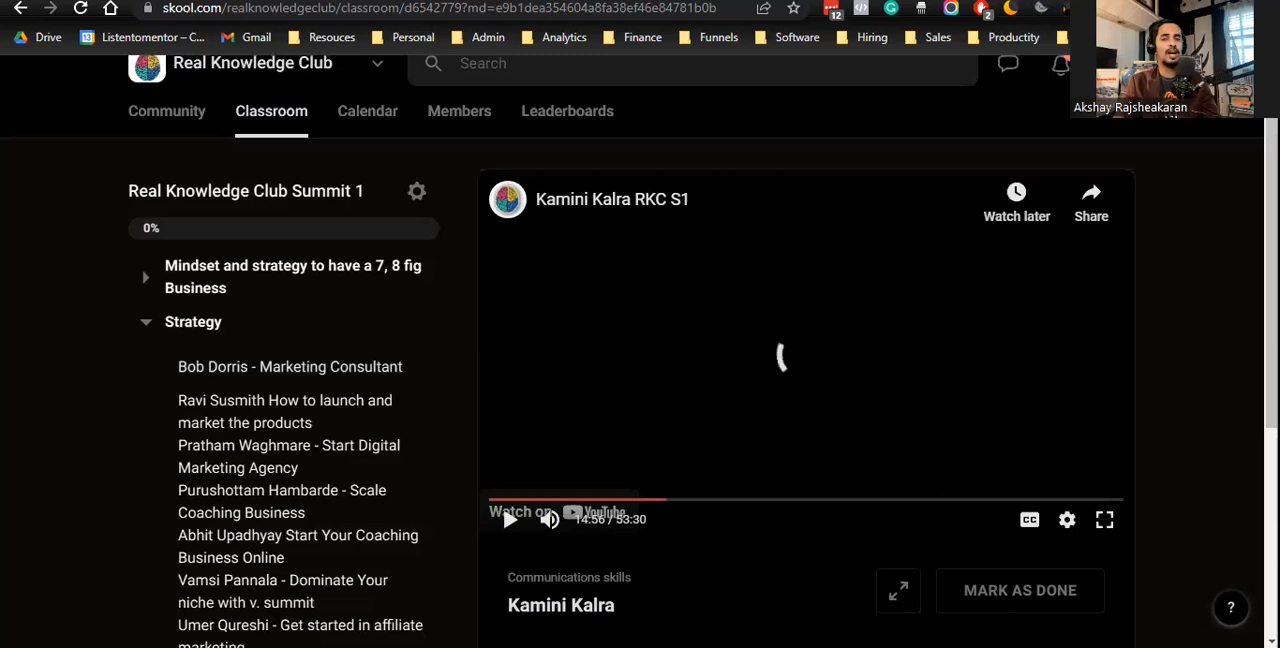 skool.com/realknowledgeclub/classroom/d6542779?md=e9b1dea354604a8fa38ef46e84781b0b
12
2
Drive
13
Listentomentor – C...
Gmail
Resouces
Personal
Admin
Analytics
Finance
Funnels
Software
Hiring
Sales
Productity
Akshay Rajsheakaran
Real Knowledge Club
Search
Community
Classroom
Calendar
Members
Leaderboards
Real Knowledge Club Summit 1
0%
Mindset and strategy to have a 7, 8 fig
Business
Strategy
Bob Dorris - Marketing Consultant
Ravi Susmith How to launch and
market the products
Pratham Waghmare - Start Digital
Marketing Agency
Purushottam Hambarde - Scale
Coaching Business
Abhit Upadhyay Start Your Coaching
Business Online
Vamsi Pannala - Dominate Your
niche with v. summit
Umer Qureshi - Get started in affiliate
marketing
Kamini Kalra RKC S1
Watch later
Share
Watch on YouTube
14:56 / 53:30
CC
Communications skills
Kamini Kalra
MARK AS DONE
?